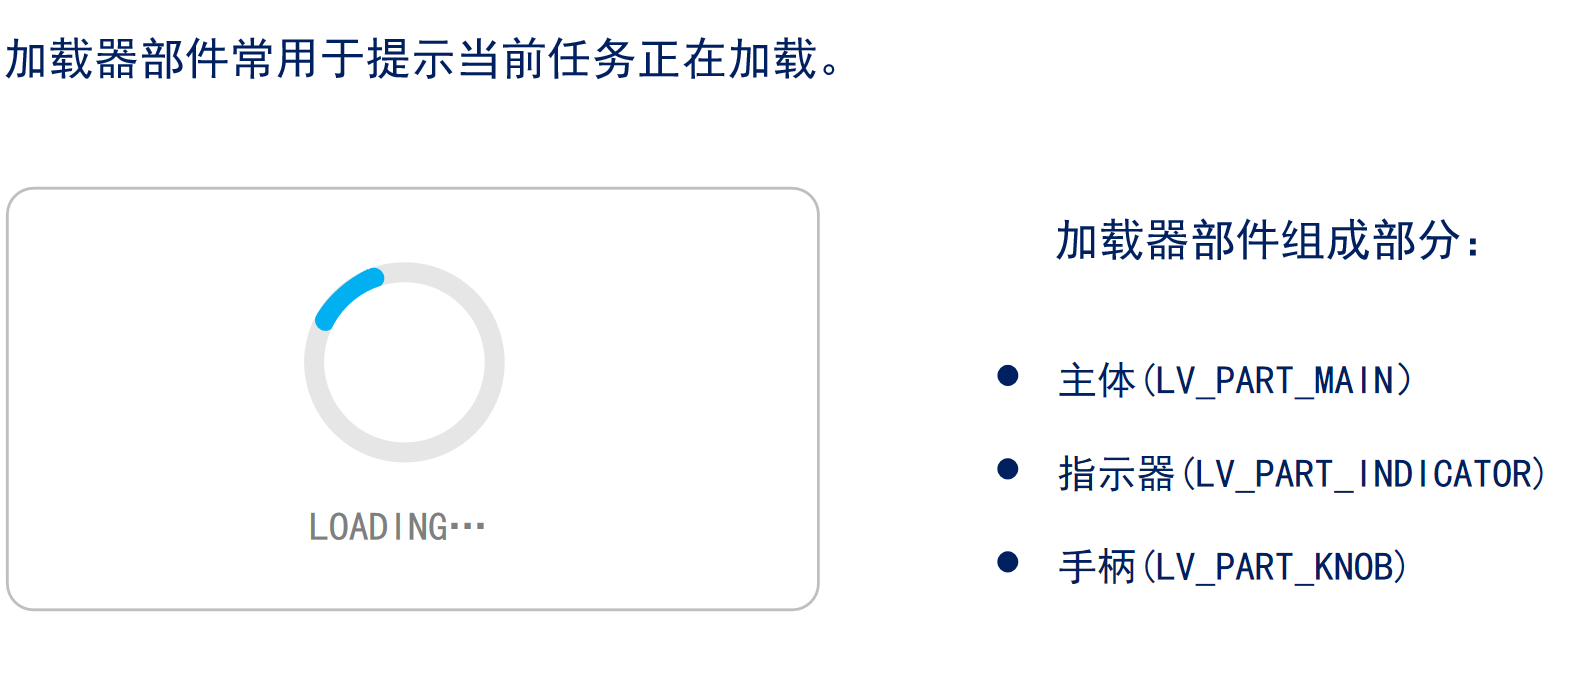 加载器部件常用于提示当前任务正在加载。
LOADING…
加载器部件组成部分：
● 主体(LV_PART_MAIN)
● 指示器(LV_PART_INDICATOR)
● 手柄(LV_PART_KNOB)